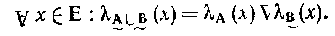 ∀ x ∈ E : λ_{A∪B} (x) = λ_A (x) ∇ λ_B (x).